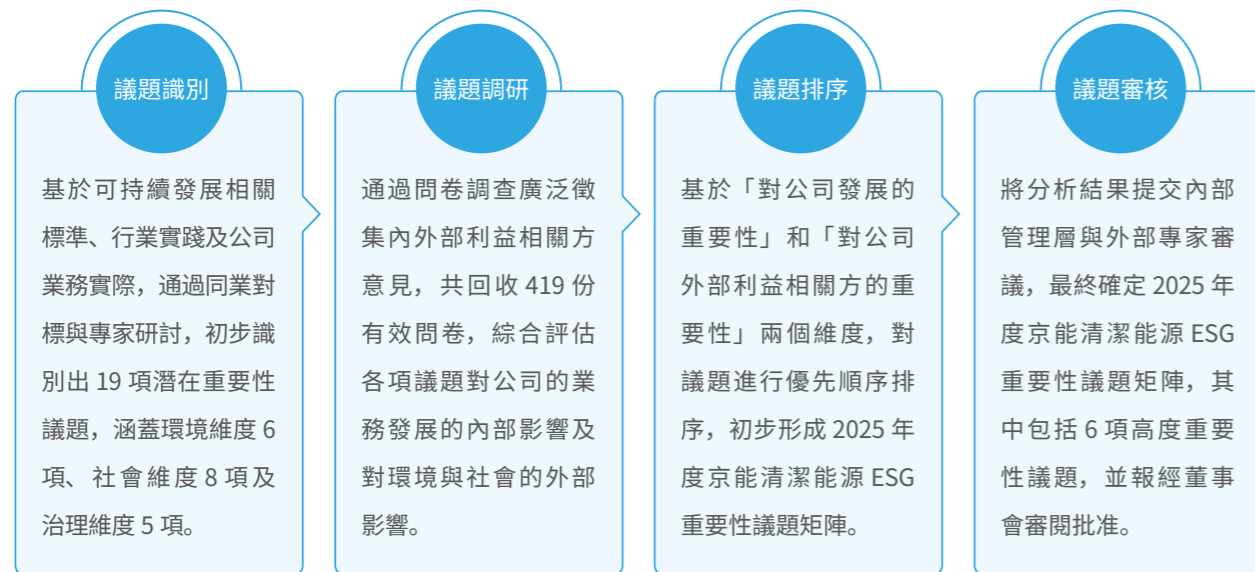 議題識別
基於可持續發展相關
標準、行業實踐及公司
業務實際，通過同業對
標與專家研討，初步識
別出 19 項潛在重要性
議題，涵蓋環境維度 6
項、社會維度 8 項及
治理維度 5 項。
議題調研
通過問卷調查廣泛徵
集內外部利益相關方
意見，共回收 419 份
有效問卷，綜合評估
各項議題對公司的業
務發展的內部影響及
對環境與社會的外部
影響。
議題排序
基於「對公司發展的
重要性」和「對公司
外部利益相關方的重
要性」兩個維度，對
議題進行優先順序排
序，初步形成 2025 年
度京能清潔能源 ESG
重要性議題矩陣。
議題審核
將分析結果提交內部
管理層與外部專家審
議，最終確定 2025 年
度京能清潔能源 ESG
重要性議題矩陣，其
中包括 6 項高度重要
性議題，並報經董事
會審閱批准。